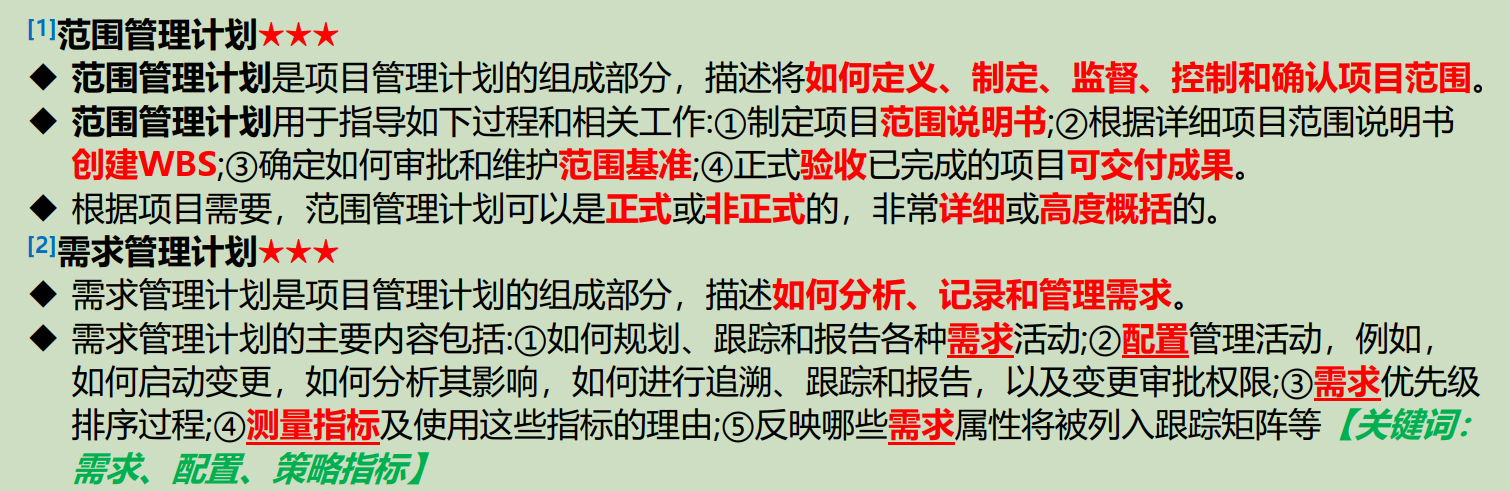 [1]范围管理计划★★★
◆ 范围管理计划是项目管理计划的组成部分，描述将如何定义、制定、监督、控制和确认项目范围。
◆ 范围管理计划用于指导如下过程和相关工作:①制定项目范围说明书;②根据详细项目范围说明书
创建WBS;③确定如何审批和维护范围基准;④正式验收已完成的项目可交付成果。
◆ 根据项目需要，范围管理计划可以是正式或非正式的，非常详细或高度概括的。
[2]需求管理计划★★★
◆ 需求管理计划是项目管理计划的组成部分，描述如何分析、记录和管理需求。
◆ 需求管理计划的主要内容包括:①如何规划、跟踪和报告各种需求活动;②配置管理活动，例如，
如何启动变更，如何分析其影响，如何进行追溯、跟踪和报告，以及变更审批权限;③需求优先级
排序过程;④测量指标及使用这些指标的理由;⑤反映哪些需求属性将被列入跟踪矩阵等【关键词：
需求、配置、策略指标】